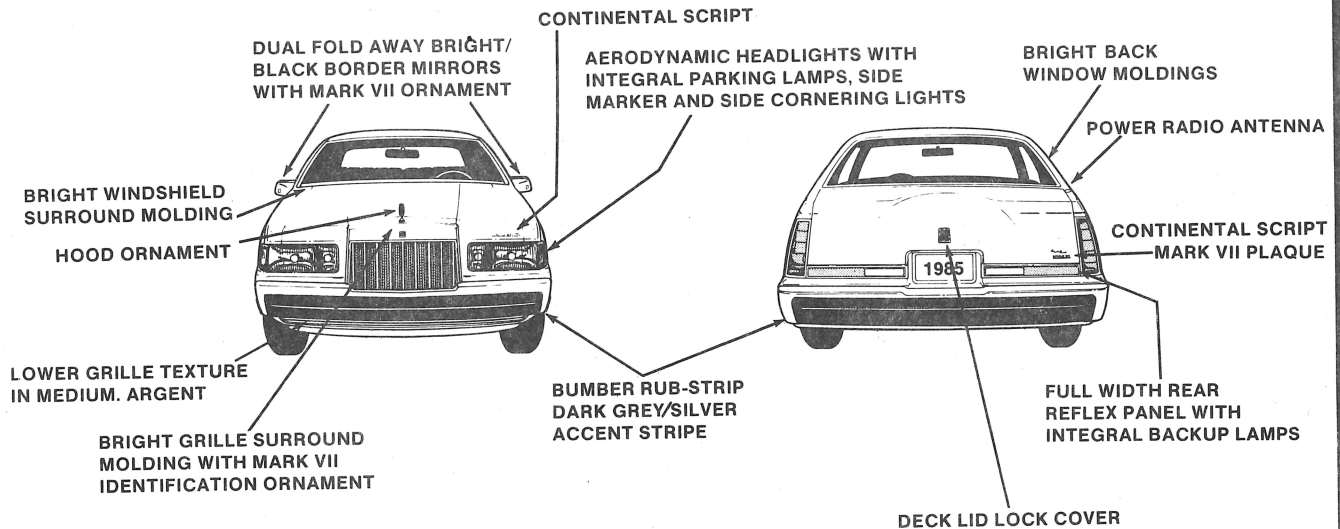 CONTINENTAL SCRIPT
DUAL FOLD AWAY BRIGHT/
BLACK BORDER MIRRORS
WITH MARK VII ORNAMENT
AERODYNAMIC HEADLIGHTS WITH
INTEGRAL PARKING LAMPS, SIDE
MARKER AND SIDE CORNERING LIGHTS
BRIGHT BACK
WINDOW MOLDINGS
POWER RADIO ANTENNA
BRIGHT WINDSHIELD
SURROUND MOLDING
HOOD ORNAMENT
CONTINENTAL SCRIPT
MARK VII PLAQUE
1985
LOWER GRILLE TEXTURE
IN MEDIUM. ARGENT
BUMBER RUB-STRIP
DARK GREY/SILVER
ACCENT STRIPE
FULL WIDTH REAR
REFLEX PANEL WITH
INTEGRAL BACKUP LAMPS
BRIGHT GRILLE SURROUND
MOLDING WITH MARK VII
IDENTIFICATION ORNAMENT
DECK LID LOCK COVER